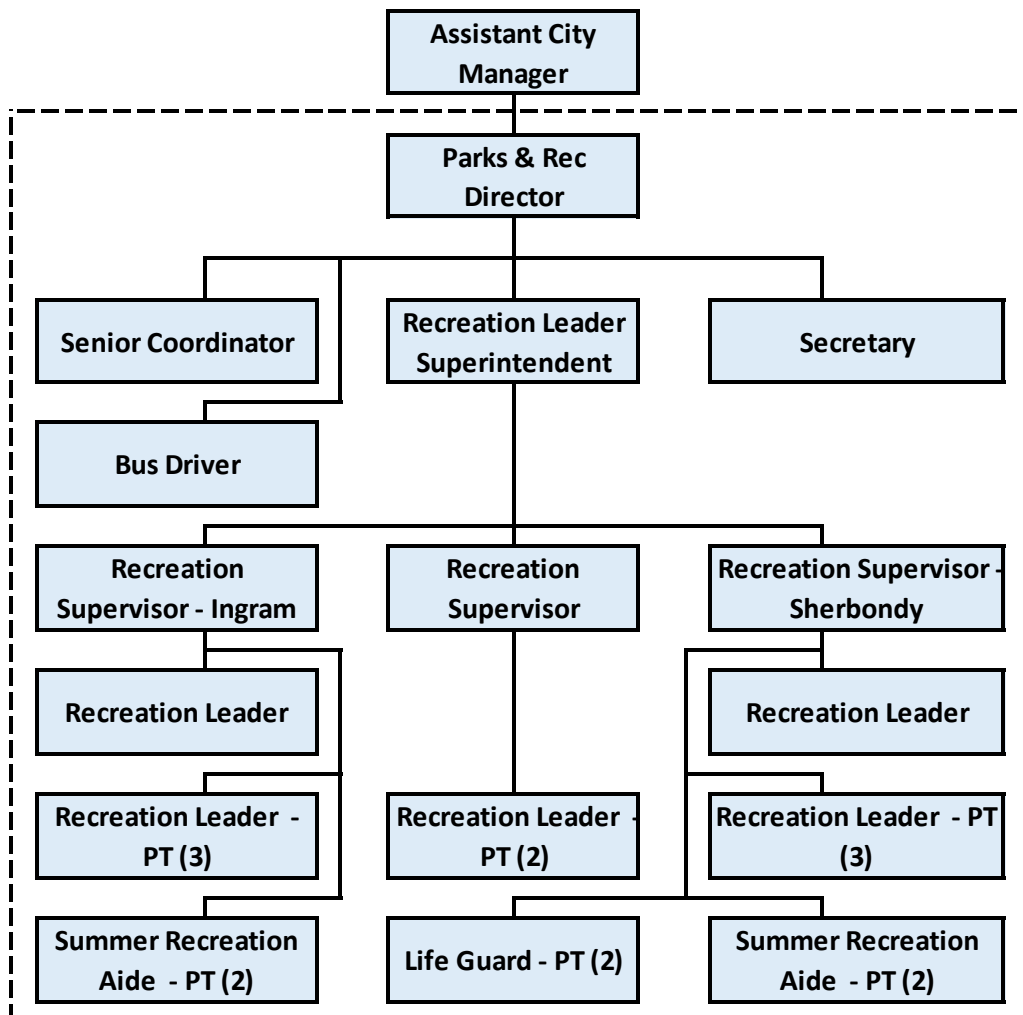 Assistant City
Manager
Parks & Rec
Director
Senior Coordinator
Recreation Leader
Superintendent
Secretary
Bus Driver
Recreation
Supervisor - Ingram
Recreation
Supervisor
Recreation Supervisor -
Sherbondy
Recreation Leader
Recreation Leader
Recreation Leader  -
PT (3)
Recreation Leader  -
PT (2)
Recreation Leader  - PT
(3)
Summer Recreation
Aide  - PT (2)
Life Guard - PT (2)
Summer Recreation
Aide  - PT (2)